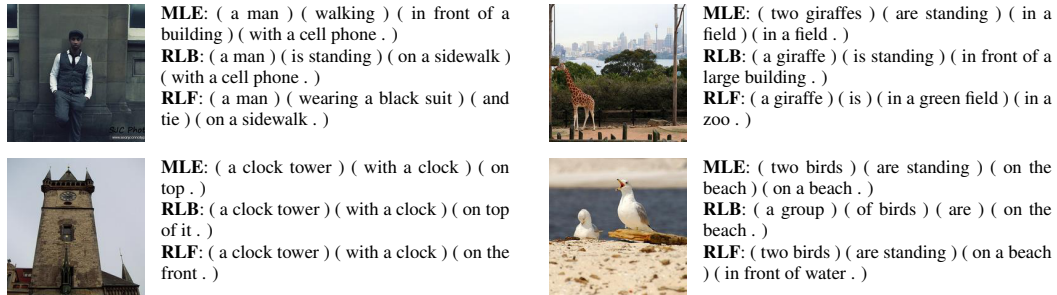 MLE: ( a man ) ( walking ) ( in front of a
building ) ( with a cell phone . )
RLB: ( a man ) ( is standing ) ( on a sidewalk )
( with a cell phone . )
RLF: ( a man ) ( wearing a black suit ) ( and
tie ) ( on a sidewalk . )
SJC Phot
MLE: ( two giraffes ) ( are standing ) ( in a
field ) ( in a field . )
RLB: ( a giraffe ) ( is standing ) ( in front of a
large building . )
RLF: ( a giraffe ) ( is ) ( in a green field ) ( in a
zoo . )
MLE: ( a clock tower ) ( with a clock ) ( on
top . )
RLB: ( a clock tower ) ( with a clock ) ( on top
of it . )
RLF: ( a clock tower ) ( with a clock ) ( on the
front . )
MLE: ( two birds ) ( are standing ) ( on the
beach ) ( on a beach . )
RLB: ( a group ) ( of birds ) ( are ) ( on the
beach . )
RLF: ( two birds ) ( are standing ) ( on a beach
) ( in front of water . )